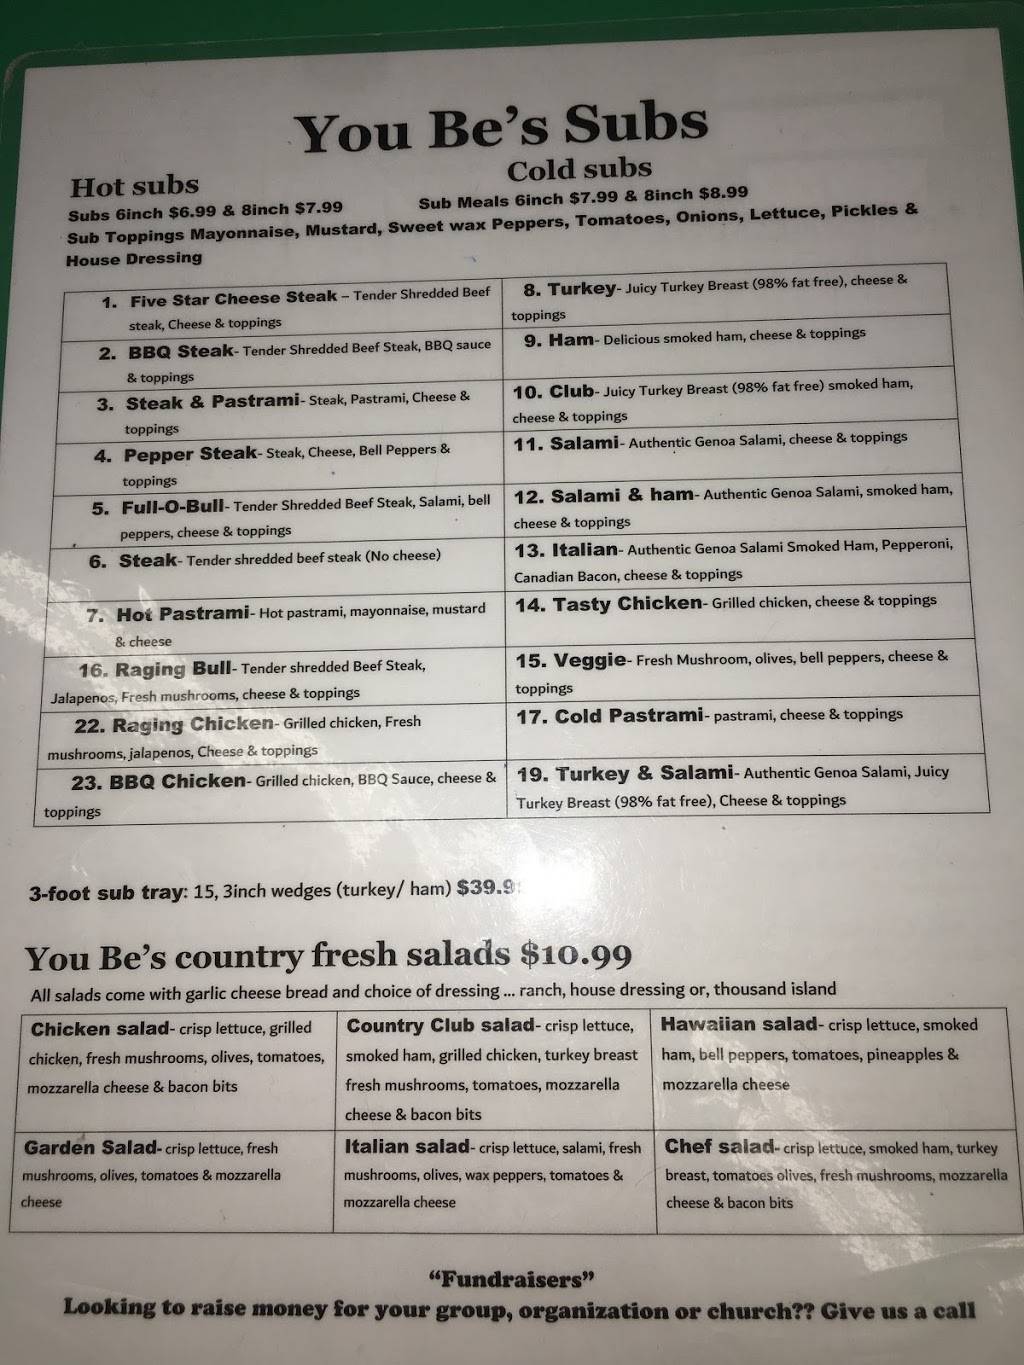 You Be's Subs
Hot subs
Cold subs
Subs 6inch $6.99 & 8inch $7.99
Sub Meals 6inch $7.99 & 8inch $8.99
Sub Toppings Mayonnaise, Mustard, Sweet wax Peppers, Tomatoes, Onions, Lettuce, Pickles &
House Dressing
1. Five Star Cheese Steak – Tender Shredded Beef
steak, Cheese & toppings
2. BBQ Steak- Tender Shredded Beef Steak, BBQ sauce
& toppings
3. Steak & Pastrami- Steak, Pastrami, Cheese &
toppings
4. Pepper Steak- Steak, Cheese, Bell Peppers &
toppings
5. Full-O-Bull- Tender Shredded Beef Steak, Salami, bell
peppers, cheese & toppings
6. Steak- Tender shredded beef steak (No cheese)
7. Hot Pastrami- Hot pastrami, mayonnaise, mustard
& cheese
16. Raging Bull- Tender shredded Beef Steak,
Jalapenos, Fresh mushrooms, cheese & toppings
22. Raging Chicken- Grilled chicken, Fresh
mushrooms, jalapenos, Cheese & toppings
23. BBQ Chicken- Grilled chicken, BBQ Sauce, cheese &
toppings
8. Turkey- Juicy Turkey Breast (98% fat free), cheese &
toppings
9. Ham- Delicious smoked ham, cheese & toppings
10. Club- Juicy Turkey Breast (98% fat free) smoked ham,
cheese & toppings
11. Salami- Authentic Genoa Salami, cheese & toppings
12. Salami & ham- Authentic Genoa Salami, smoked ham,
cheese & toppings
13. Italian- Authentic Genoa Salami Smoked Ham, Pepperoni,
Canadian Bacon, cheese & toppings
14. Tasty Chicken- Grilled chicken, cheese & toppings
15. Veggie- Fresh Mushroom, olives, bell peppers, cheese &
toppings
17. Cold Pastrami- pastrami, cheese & toppings
19. Turkey & Salami- Authentic Genoa Salami, Juicy
Turkey Breast (98% fat free), Cheese & toppings
3-foot sub tray: 15, 3inch wedges (turkey/ ham)
You Be's country fresh salads $10.99
All salads come with garlic cheese bread and choice of dressing ... ranch, house dressing or, thousand island
Chicken salad- crisp lettuce, grilled
chicken, fresh mushrooms, olives, tomatoes,
mozzarella cheese & bacon bits
Country Club salad- crisp lettuce,
smoked ham, grilled chicken, turkey breast
fresh mushrooms, tomatoes, mozzarella
cheese & bacon bits
Hawaiian salad- crisp lettuce, smoked
ham, bell peppers, tomatoes, pineapples &
mozzarella cheese
Garden Salad- crisp lettuce, fresh
mushrooms, olives, tomatoes & mozzarella
cheese
Italian salad- crisp lettuce, salami, fresh
mushrooms, olives, wax peppers, tomatoes &
mozzarella cheese
Chef salad- crisp lettuce, smoked ham, turkey
breast, tomatoes olives, fresh mushrooms, mozzarella
cheese & bacon bits
"Fundraisers"
Looking to raise money for your group, organization or church?? Give us a call